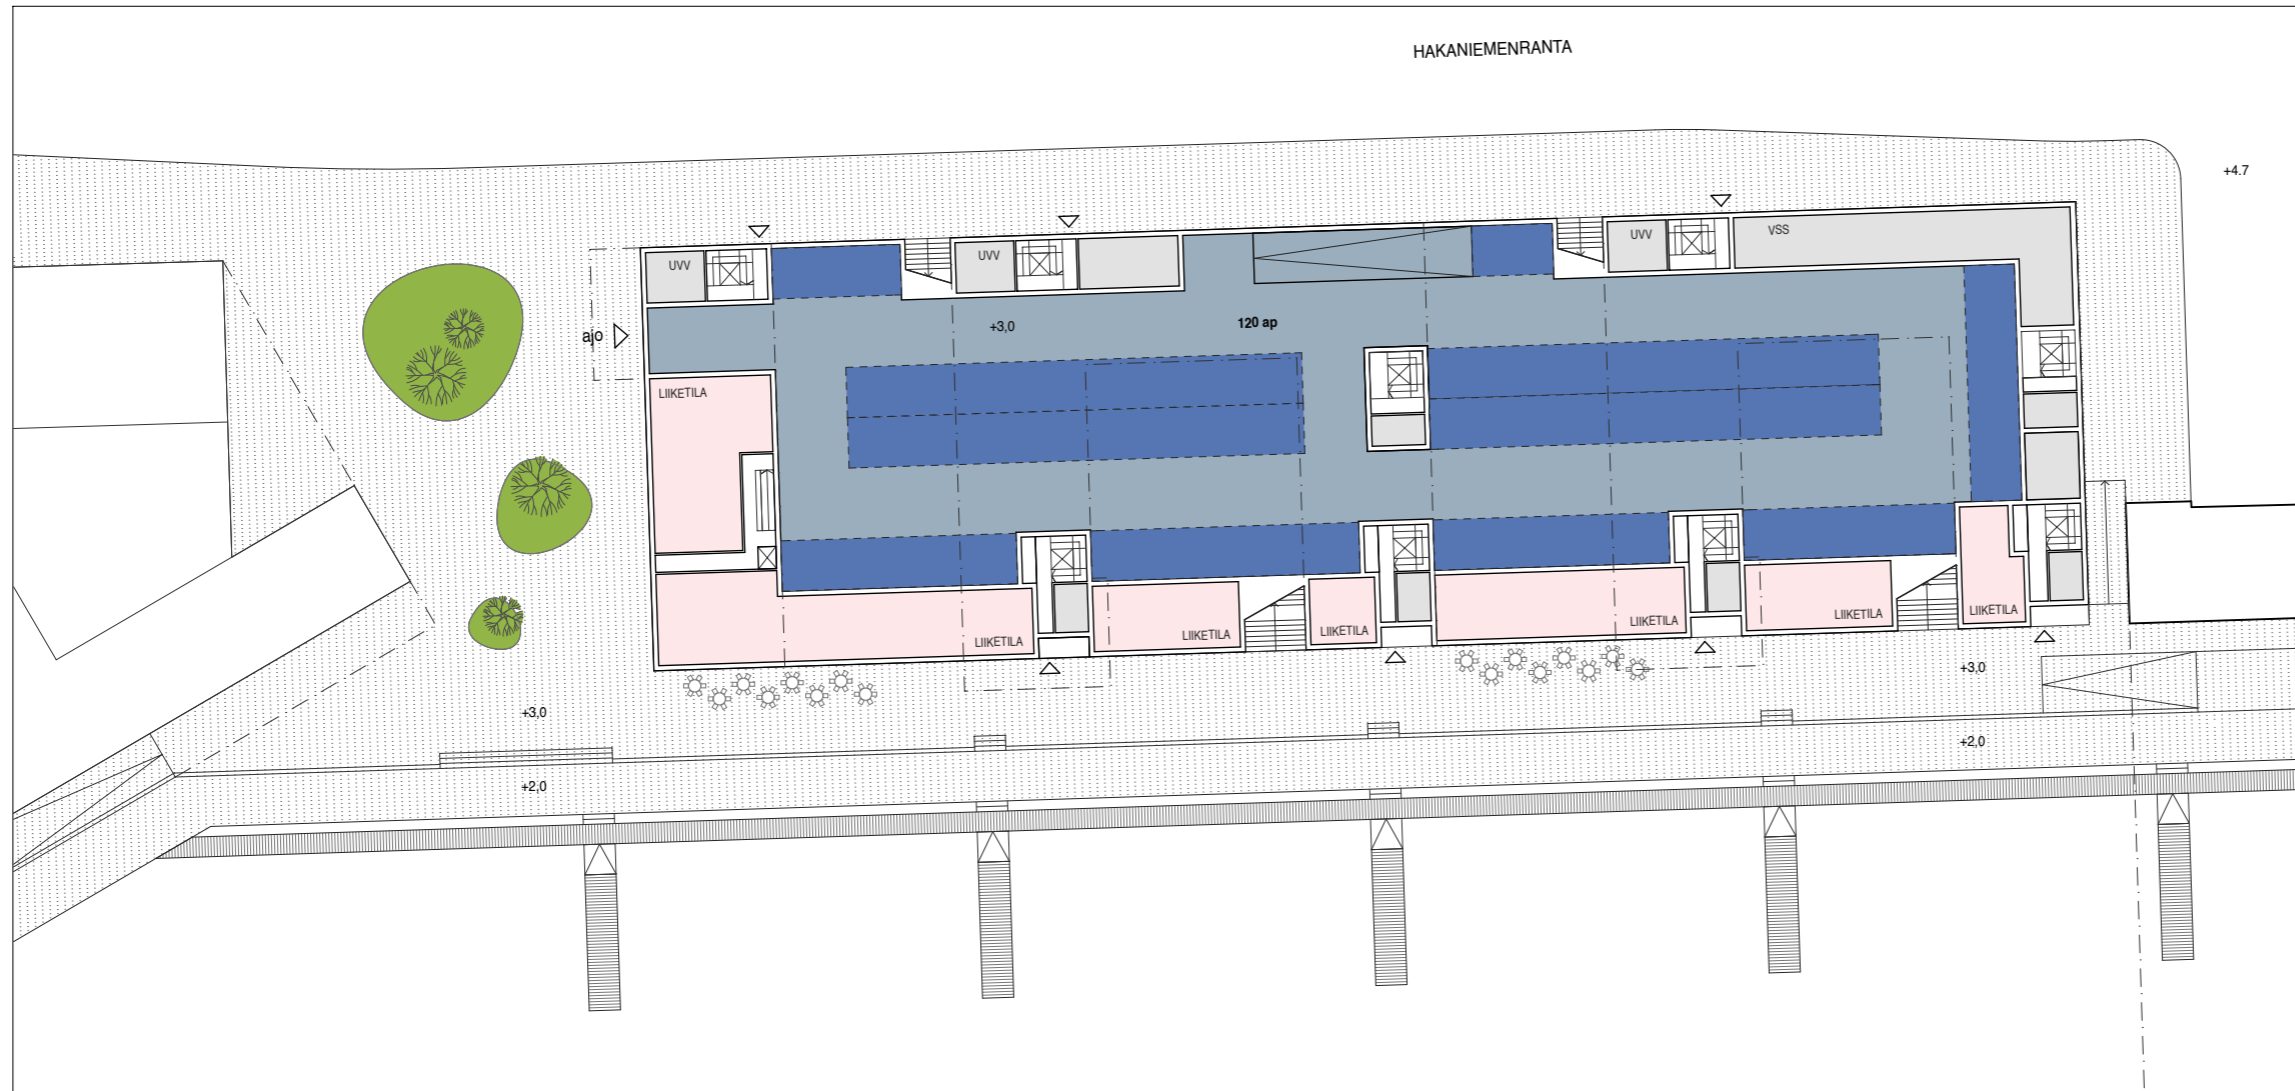 HAKANIEMENRANTA
+4.7
UVV
UVV
UVV
VSS
ajo
+3,0
120 ap
LIIKETILA
LIIKETILA
LIIKETILA
LIIKETILA
LIIKETILA
LIIKETILA
LIIKETILA
+3,0
+3,0
+2,0
+2,0